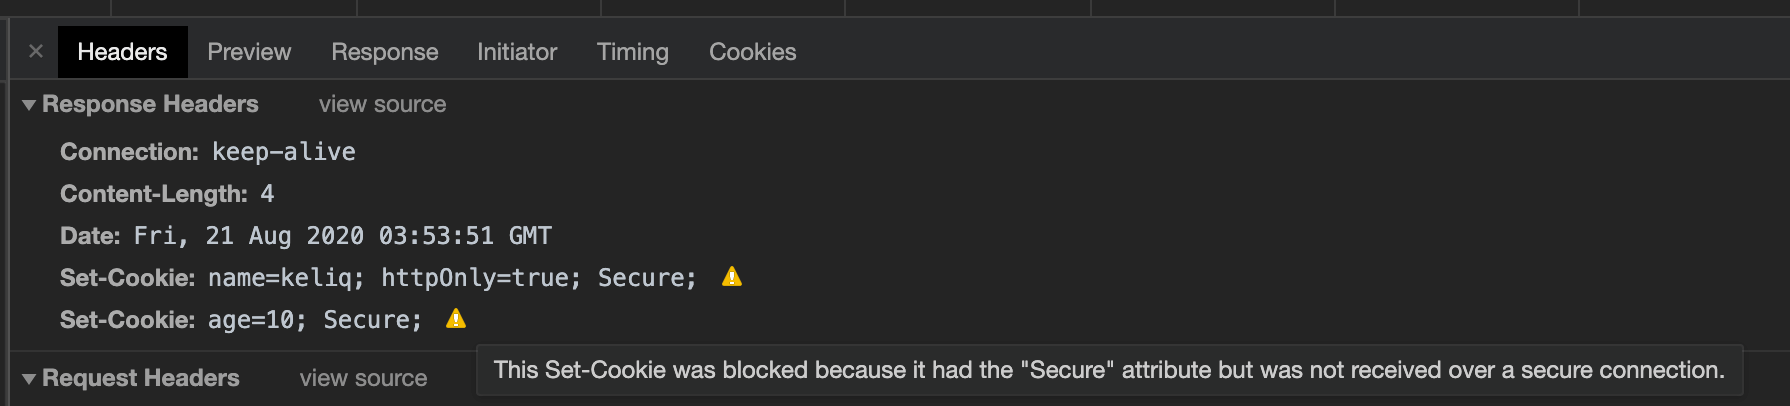 × Headers Preview Response Initiator Timing Cookies
▼Response Headers view source
Connection: keep-alive
Content-Length: 4
Date: Fri, 21 Aug 2020 03:53:51 GMT
Set-Cookie: name=keliq; httpOnly=true; Secure;
Set-Cookie: age=10; Secure;
▼Request Headers view source
This Set-Cookie was blocked because it had the "Secure" attribute but was not received over a secure connection.